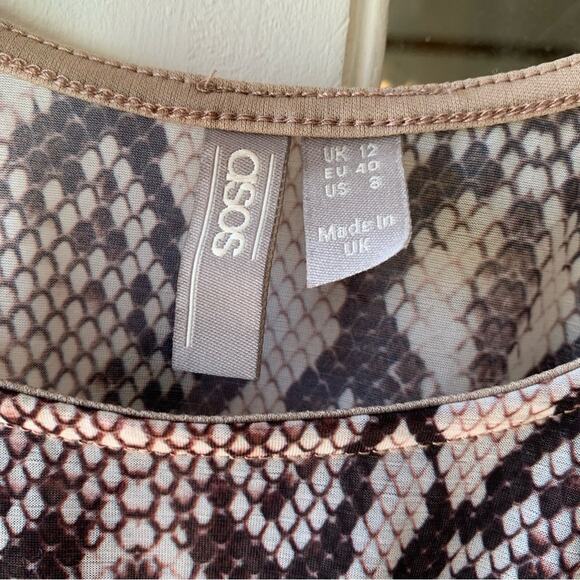 asos
UK 12
EU 40
US 8
Made in
UK